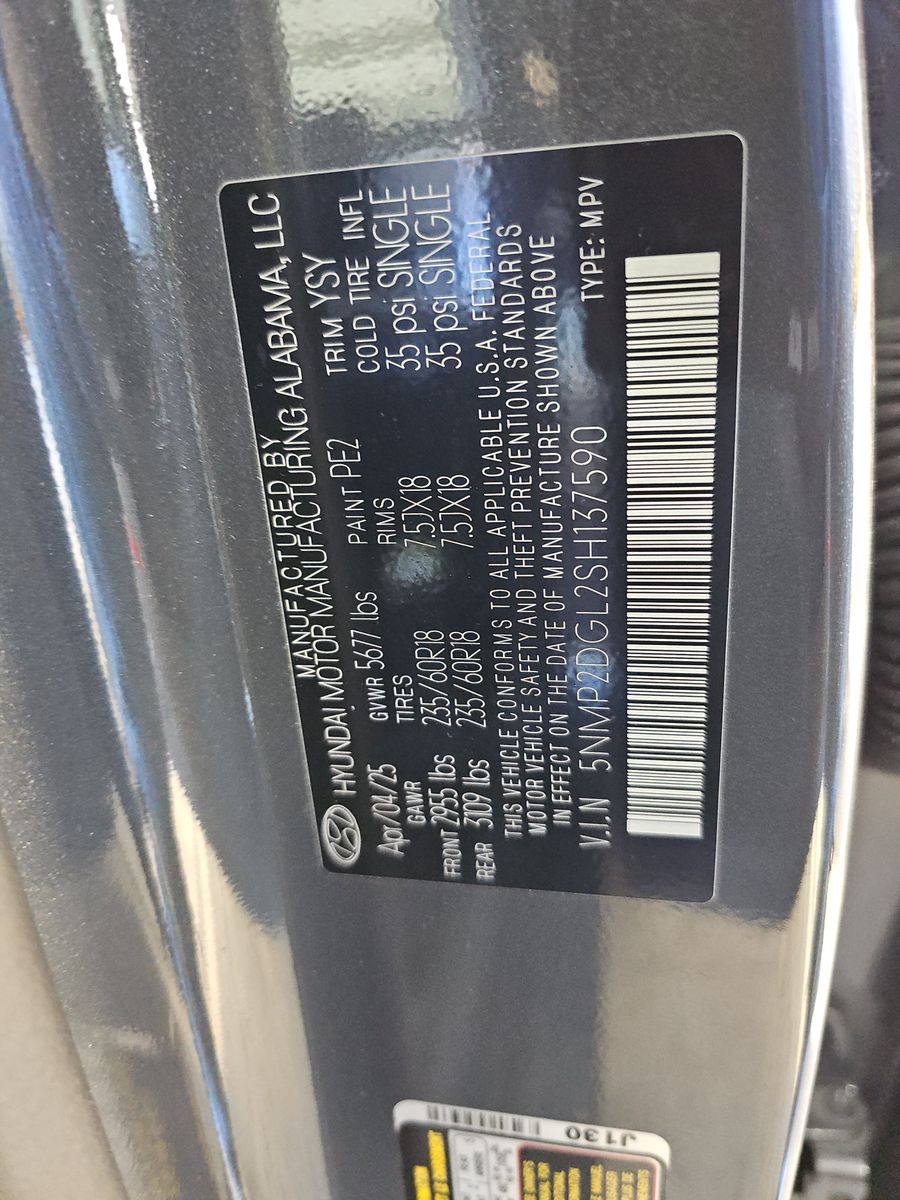 MANUFACTURED BY
HYUNDAI MOTOR MANUFACTURING ALABAMA, LLC
Apr/04/25 GVWR 5677 lbs PAINT PE2 TRIM YSY
GAWR TIRES RIMS COLD TIRE INFL
FRONT 2955 lbs 235/60R18 7.5JX18 35 psi SINGLE
REAR 3109 lbs 235/60R18 7.5JX18 35 psi SINGLE
THIS VEHICLE CONFORMS TO ALL APPLICABLE U.S.A. FEDERAL
MOTOR VEHICLE SAFETY AND THEFT PREVENTION STANDARDS
IN EFFECT ON THE DATE OF MANUFACTURE SHOWN ABOVE
V.I.N 5NMP2DGL2SH137590 TYPE: MPV
J130